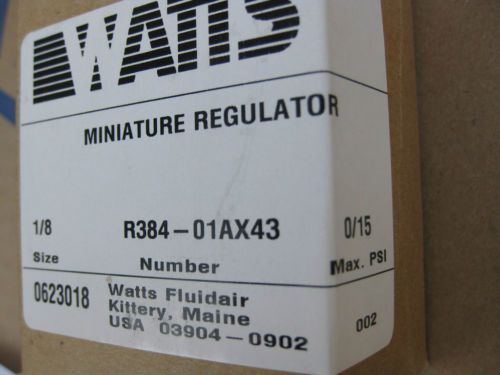 WATTS
MINIATURE REGULATOR
1/8 R384-01AX43 0/15
Size Number Max. PSI
0623018 Watts Fluidair
Kittery, Maine
USA 03904-0902 002